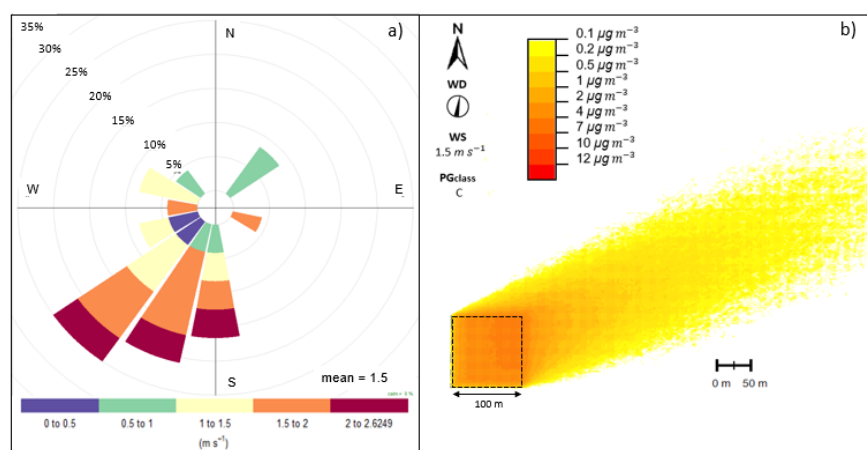 a)
35%
30%
25%
20%
15%
10%
5%
N
W
E
S
mean = 1.5
0 to 0.5
0.5 to 1
1 to 1.5
1.5 to 2
2 to 2.6249
(m s⁻¹)
b)
N
WD
WS
1.5 m s⁻¹
PGclass
C
0.1 μg m⁻³
0.2 μg m⁻³
0.5 μg m⁻³
1 μg m⁻³
2 μg m⁻³
4 μg m⁻³
7 μg m⁻³
10 μg m⁻³
12 μg m⁻³
0 m 50 m
100 m